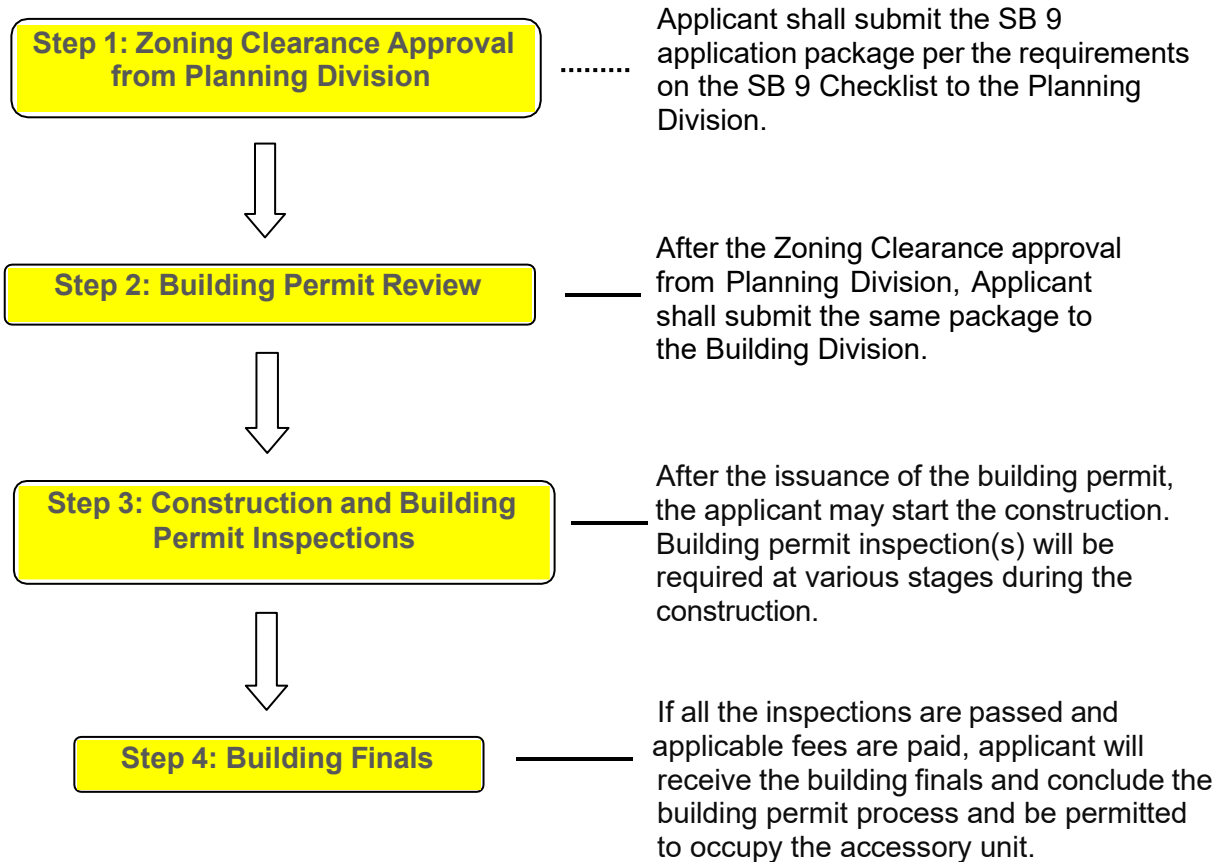 Step 1: Zoning Clearance Approval
from Planning Division
.........
Applicant shall submit the SB 9
application package per the requirements
on the SB 9 Checklist to the Planning
Division.
Step 2: Building Permit Review
After the Zoning Clearance approval
from Planning Division, Applicant
shall submit the same package to
the Building Division.
Step 3: Construction and Building
Permit Inspections
After the issuance of the building permit,
the applicant may start the construction.
Building permit inspection(s) will be
required at various stages during the
construction.
Step 4: Building Finals
If all the inspections are passed and
applicable fees are paid, applicant will
receive the building finals and conclude the
building permit process and be permitted
to occupy the accessory unit.